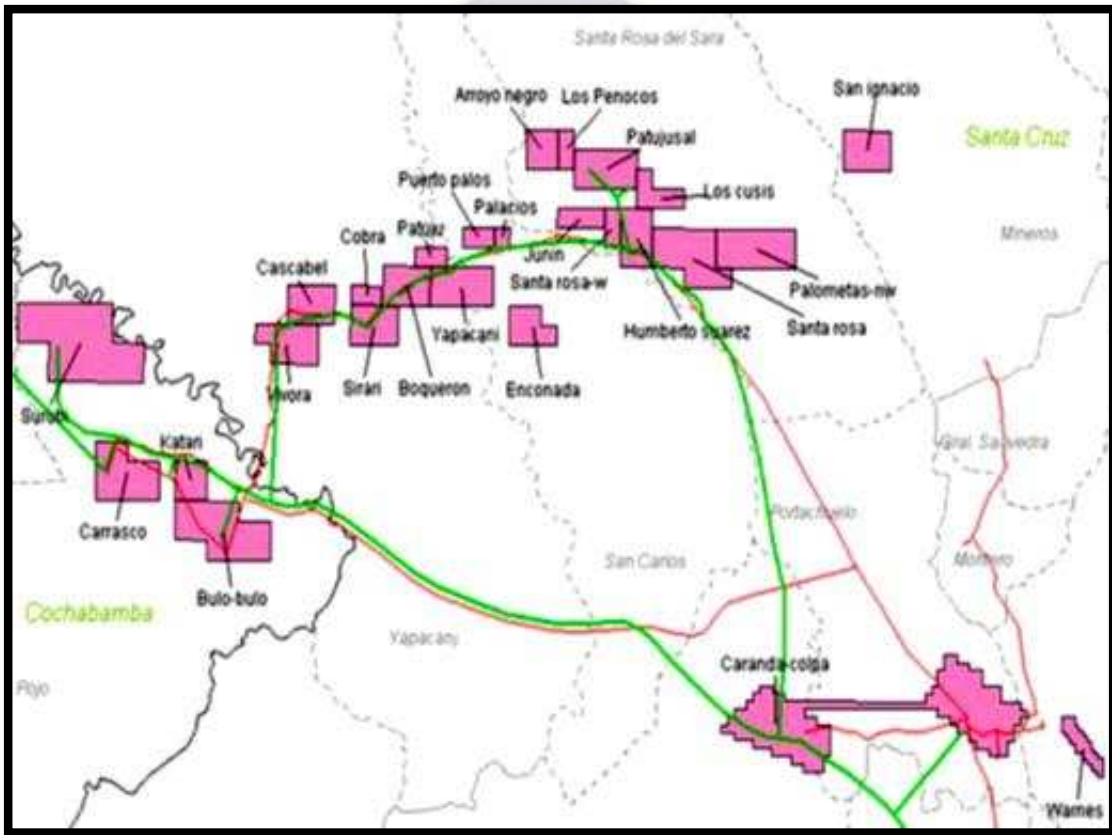 Santa Rosa del Sara
San ignacio
Arroyo negro
Los Penocos
Patujusal
Santa Cruz
Puerto palos
Los cusis
Palacios
Mineros
Patuju
Cobra
Junin
Cascabel
Santa rosa-w
Palometas-nw
Humberto suarez
Santa rosa
Yapacani
Vivora
Sirari
Boqueron
Enconada
Surubi
Katari
Gral. Saavedra
Carrasco
Portachuelo
San Carlos
Montero
Bulo-bulo
Cochabamba
Yapacani
Caranda-colpa
Pojo
Warnes